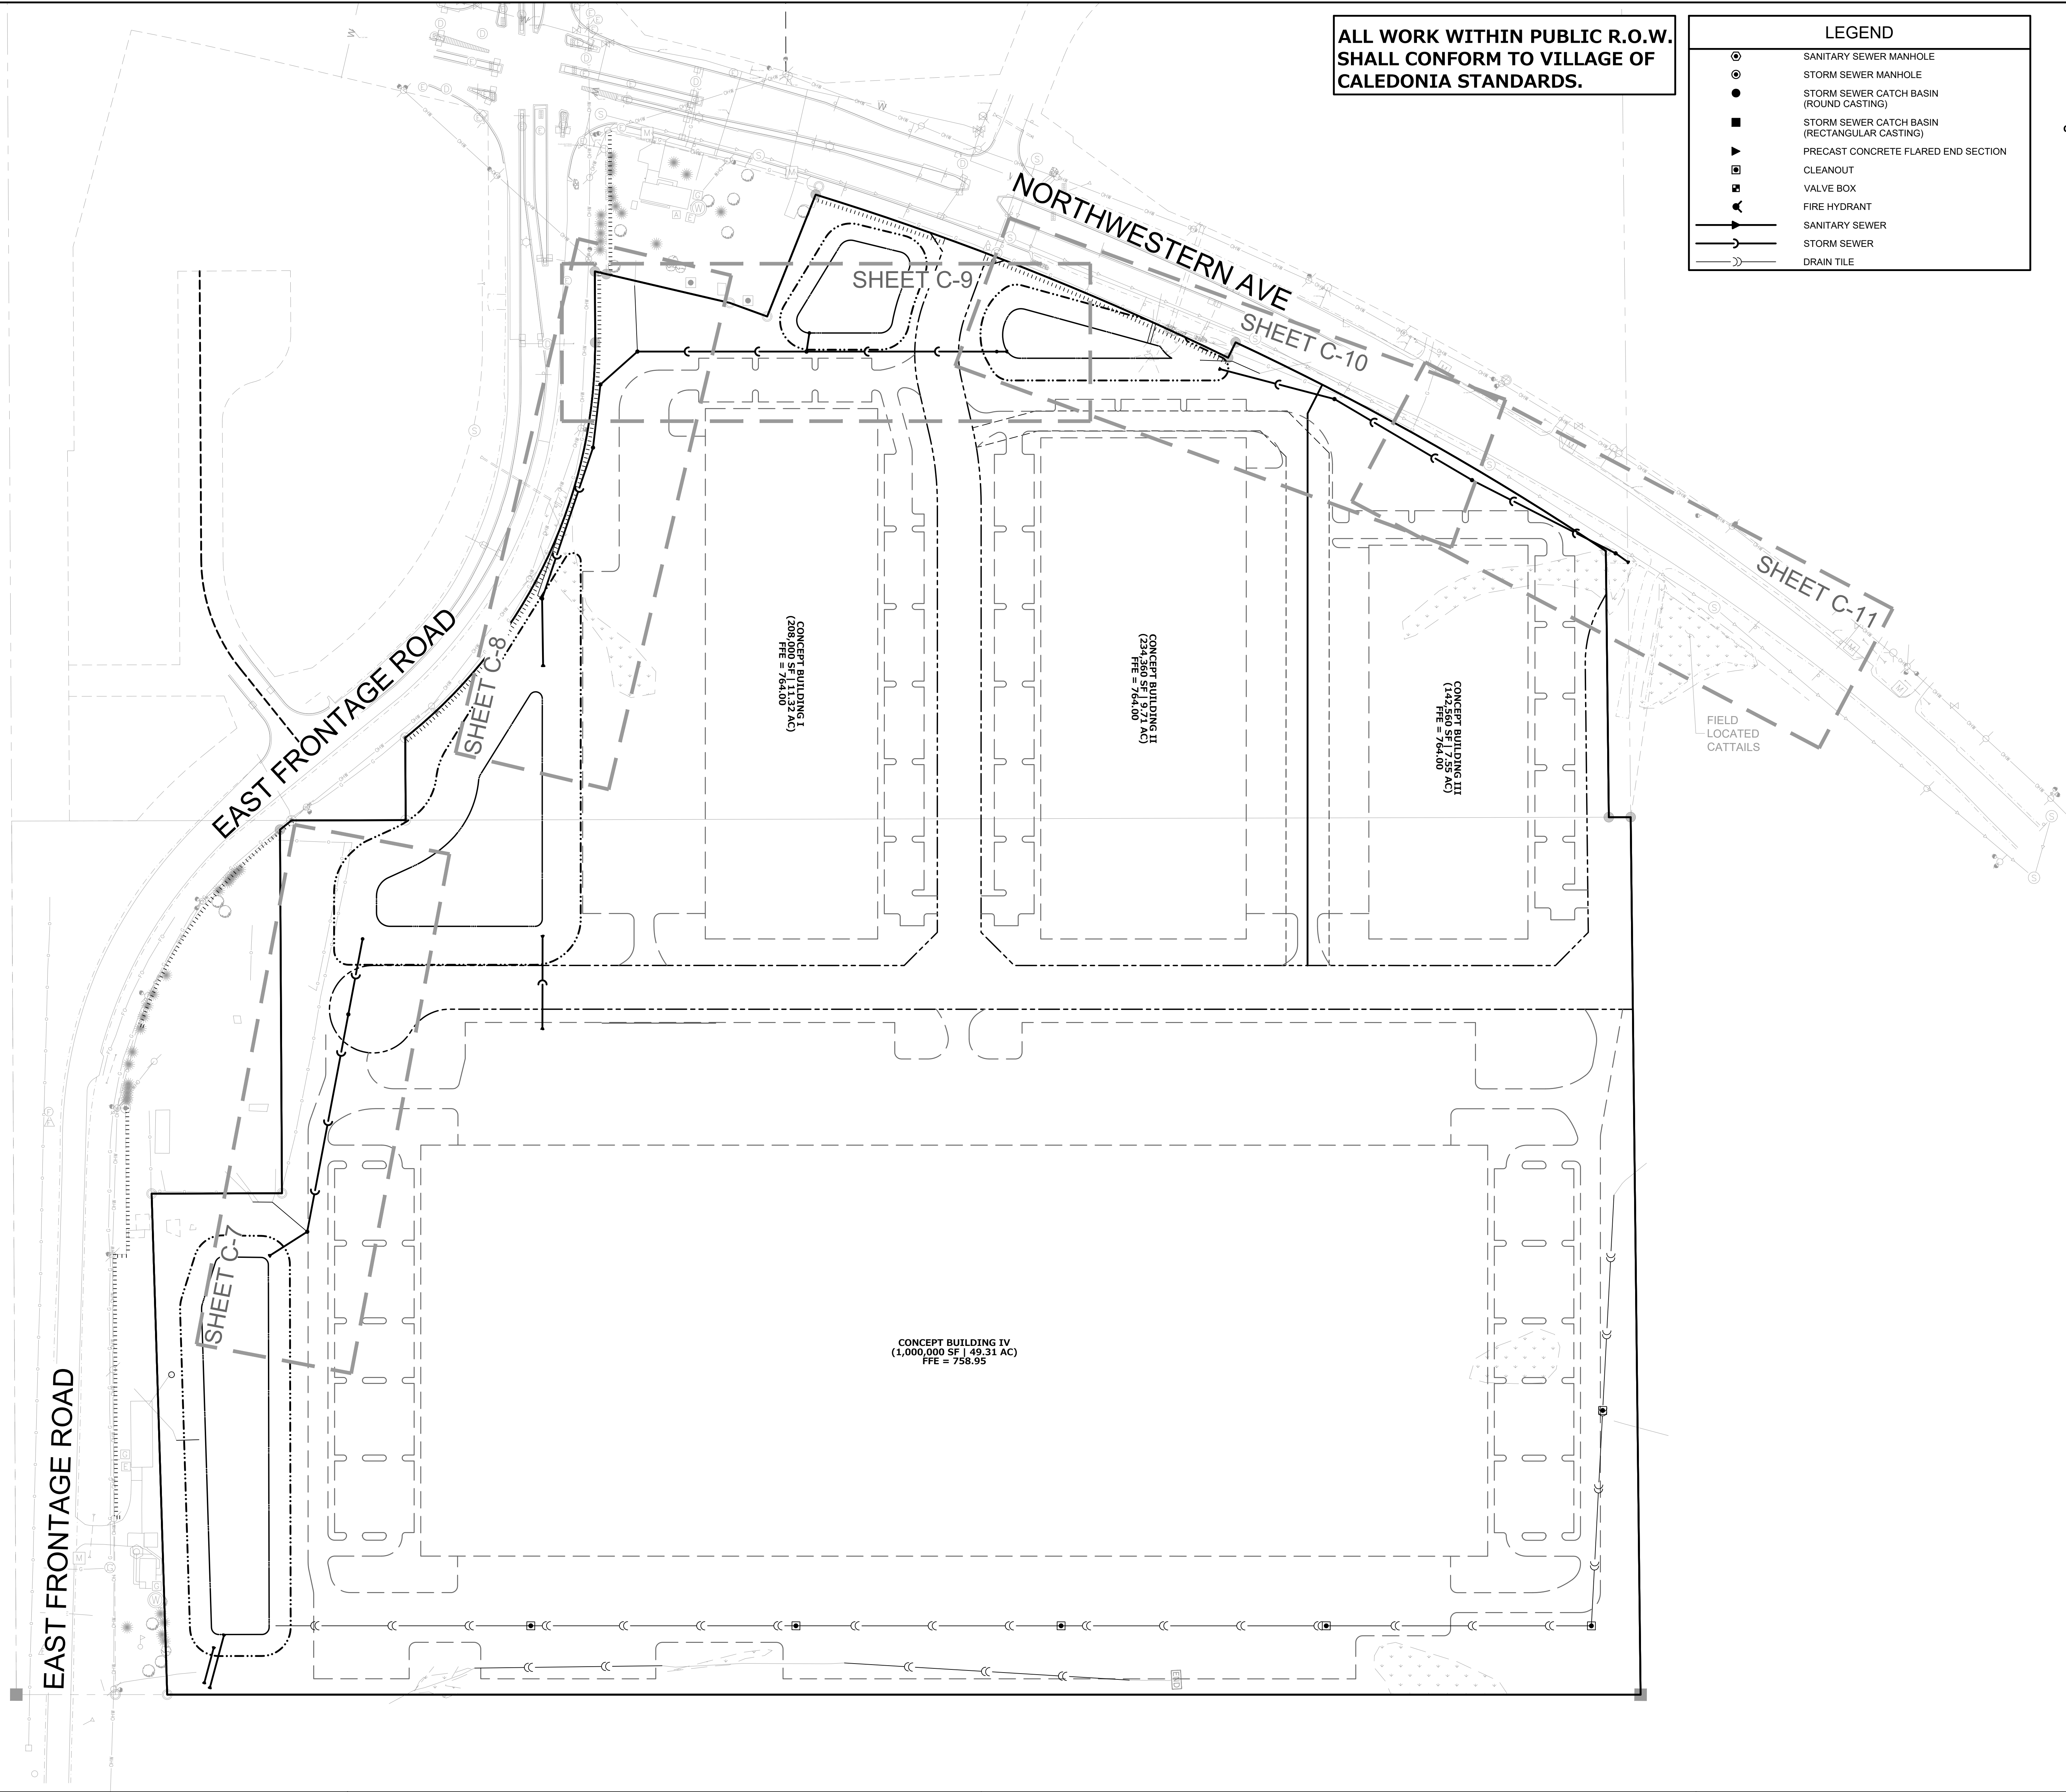 ALL WORK WITHIN PUBLIC R.O.W.
SHALL CONFORM TO VILLAGE OF
CALEDONIA STANDARDS.
LEGEND
SANITARY SEWER MANHOLE
STORM SEWER MANHOLE
STORM SEWER CATCH BASIN
(ROUND CASTING)
STORM SEWER CATCH BASIN
(RECTANGULAR CASTING)
PRECAST CONCRETE FLARED END SECTION
CLEANOUT
VALVE BOX
FIRE HYDRANT
SANITARY SEWER
STORM SEWER
DRAIN TILE
NORTHWESTERN AVE
SHEET C-9
SHEET C-10
SHEET C-11
EAST FRONTAGE ROAD
SHEET C-8
CONCEPT BUILDING I
(208,000 SF | 11.32 AC)
FFE = 764.00
CONCEPT BUILDING II
(234,360 SF | 9.71 AC)
FFE = 764.00
CONCEPT BUILDING III
(142,560 SF | 7.55 AC)
FFE = 764.00
FIELD
LOCATED
CATTAILS
SHEET C-7
CONCEPT BUILDING IV
(1,000,000 SF | 49.31 AC)
FFE = 758.95
EAST FRONTAGE ROAD